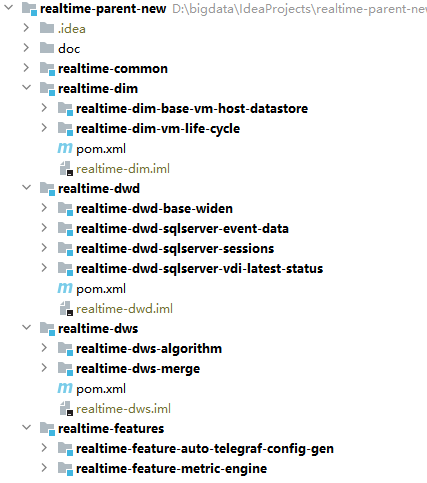 realtime-parent-new D:\bigdata\IdeaProjects\realtime-parent-new
.idea
doc
realtime-common
realtime-dim
realtime-dim-base-vm-host-datastore
realtime-dim-vm-life-cycle
pom.xml
realtime-dim.iml
realtime-dwd
realtime-dwd-base-widen
realtime-dwd-sqlserver-event-data
realtime-dwd-sqlserver-sessions
realtime-dwd-sqlserver-vdi-latest-status
pom.xml
realtime-dwd.iml
realtime-dws
realtime-dws-algorithm
realtime-dws-merge
pom.xml
realtime-dws.iml
realtime-features
realtime-feature-auto-telegraf-config-gen
realtime-feature-metric-engine